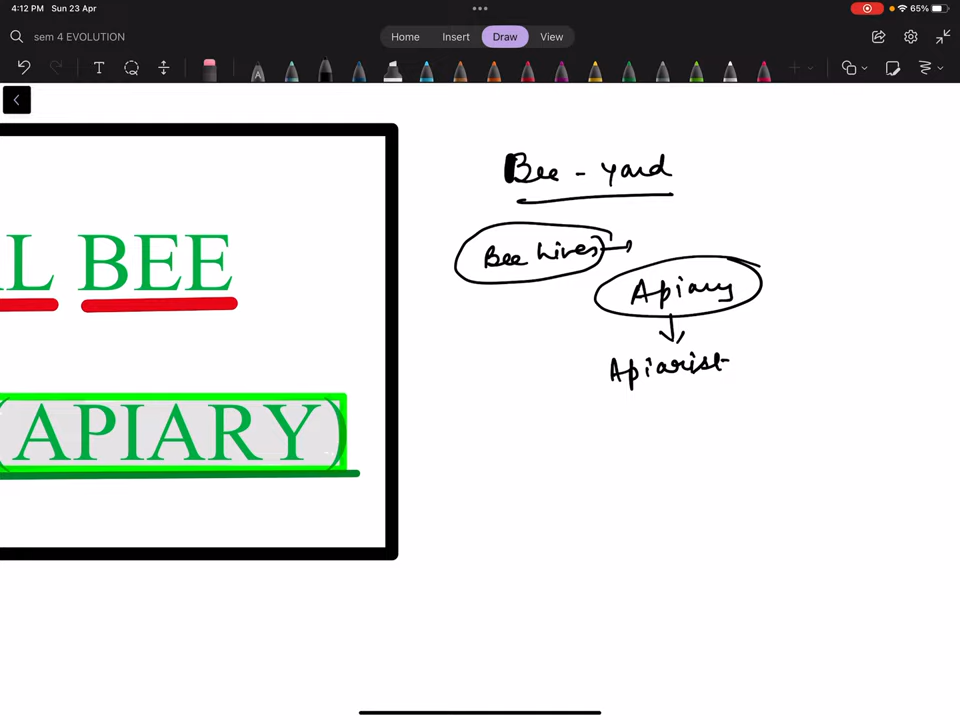 4:12 PM Sun 23 Apr
65%
sem 4 EVOLUTION
Home Insert Draw View
T
A
Bee - yard
L BEE
Bee hives
Apiary
Apiarist
(APIARY)